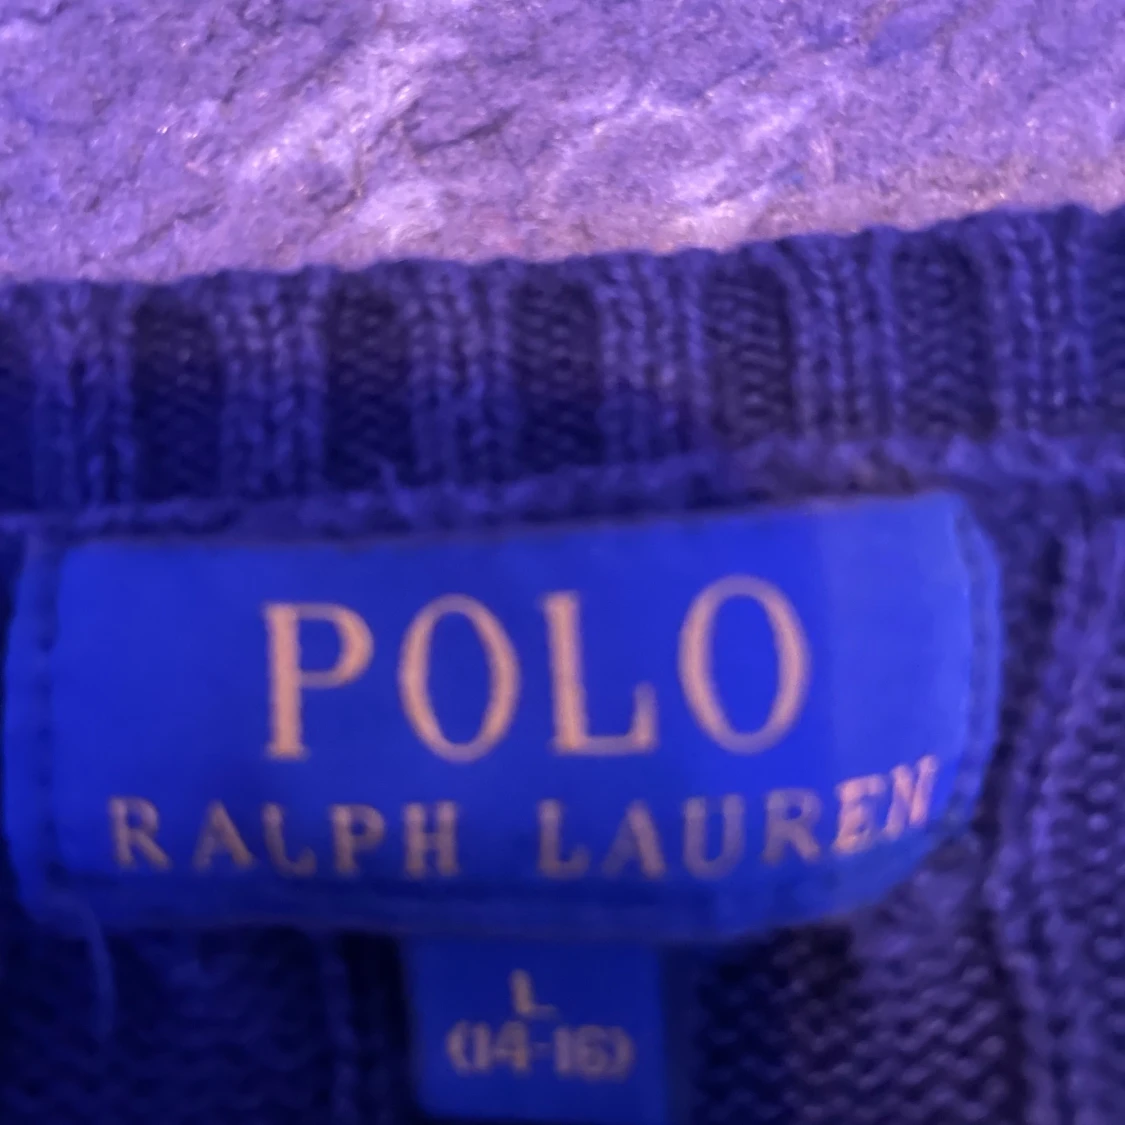 POLO
RALPH LAUREN
L
(14-16)